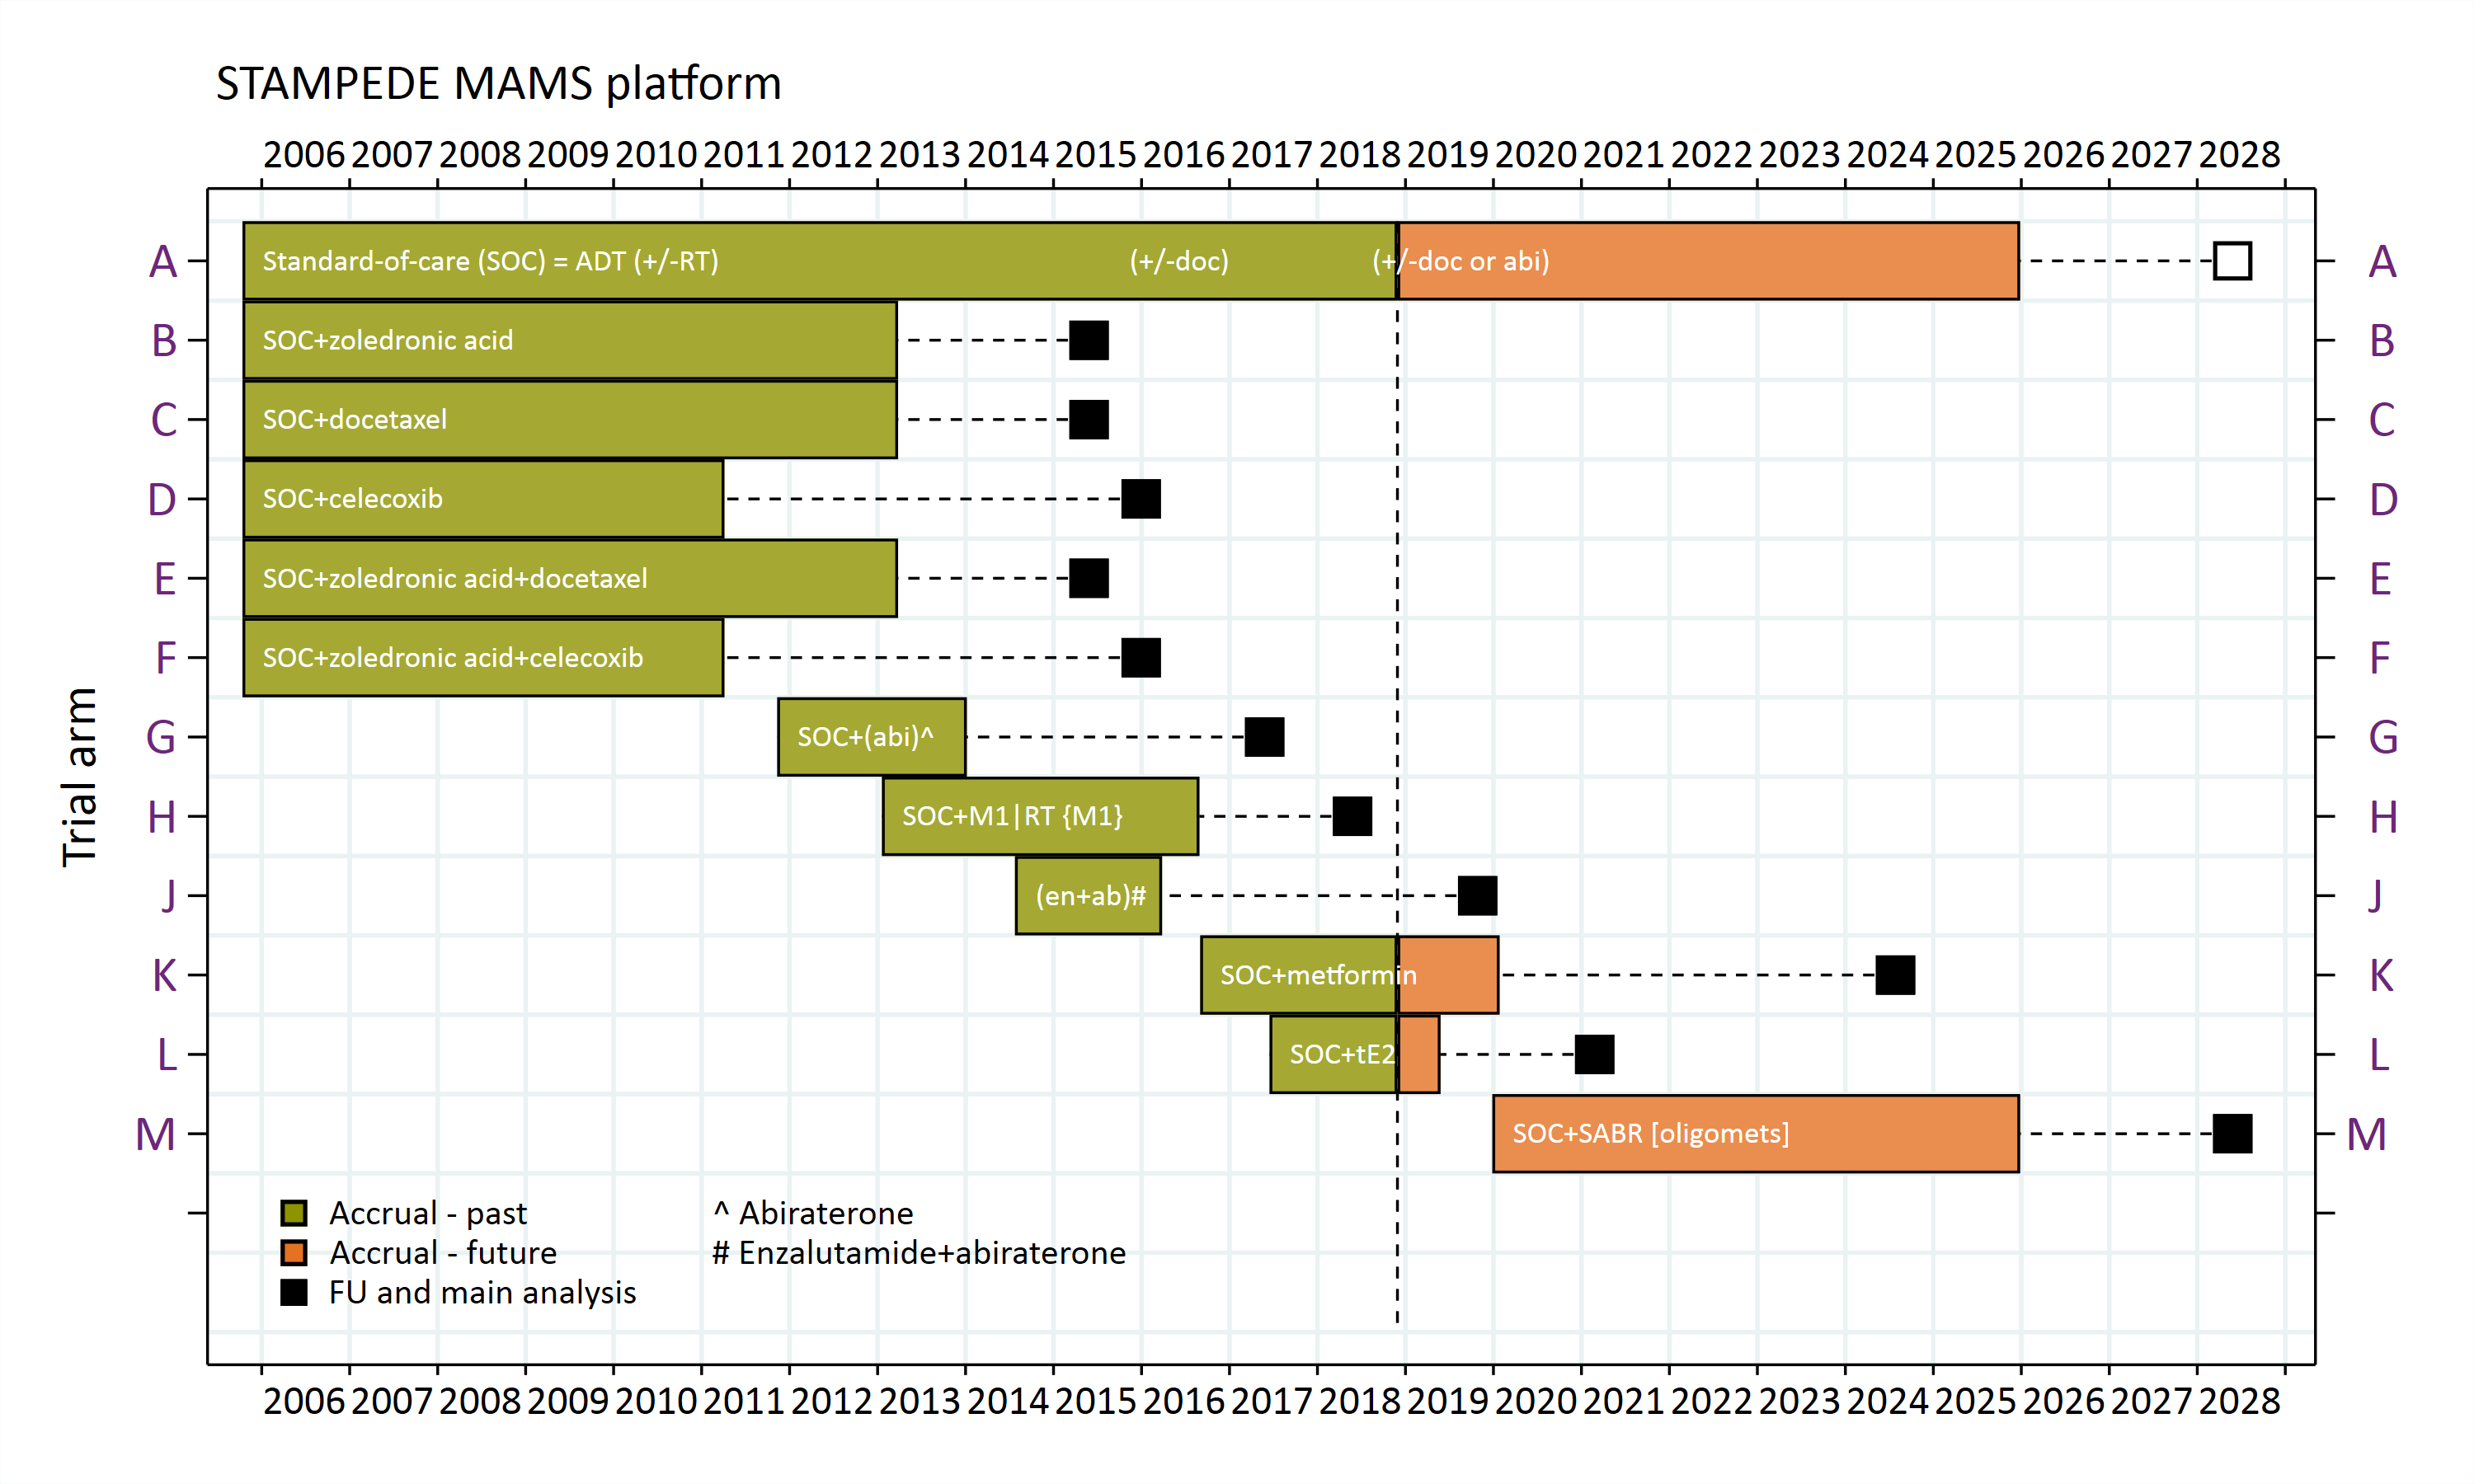 STAMPEDE MAMS platform
2006 2007 2008 2009 2010 2011 2012 2013 2014 2015 2016 2017 2018 2019 2020 2021 2022 2023 2024 2025 2026 2027 2028
A Standard-of-care (SOC) = ADT (+/-RT) (+/-doc) (+/-doc or abi) A
B SOC+zoledronic acid B
C SOC+docetaxel C
D SOC+celecoxib D
E SOC+zoledronic acid+docetaxel E
F SOC+zoledronic acid+celecoxib F
G SOC+(abi)^ G
H SOC+M1|RT {M1} H
J (en+ab)# J
K SOC+metformin K
L SOC+tE2 L
M SOC+SABR [oligomets] M
Trial arm
Accrual - past ^ Abiraterone
Accrual - future # Enzalutamide+abiraterone
FU and main analysis
2006 2007 2008 2009 2010 2011 2012 2013 2014 2015 2016 2017 2018 2019 2020 2021 2022 2023 2024 2025 2026 2027 2028